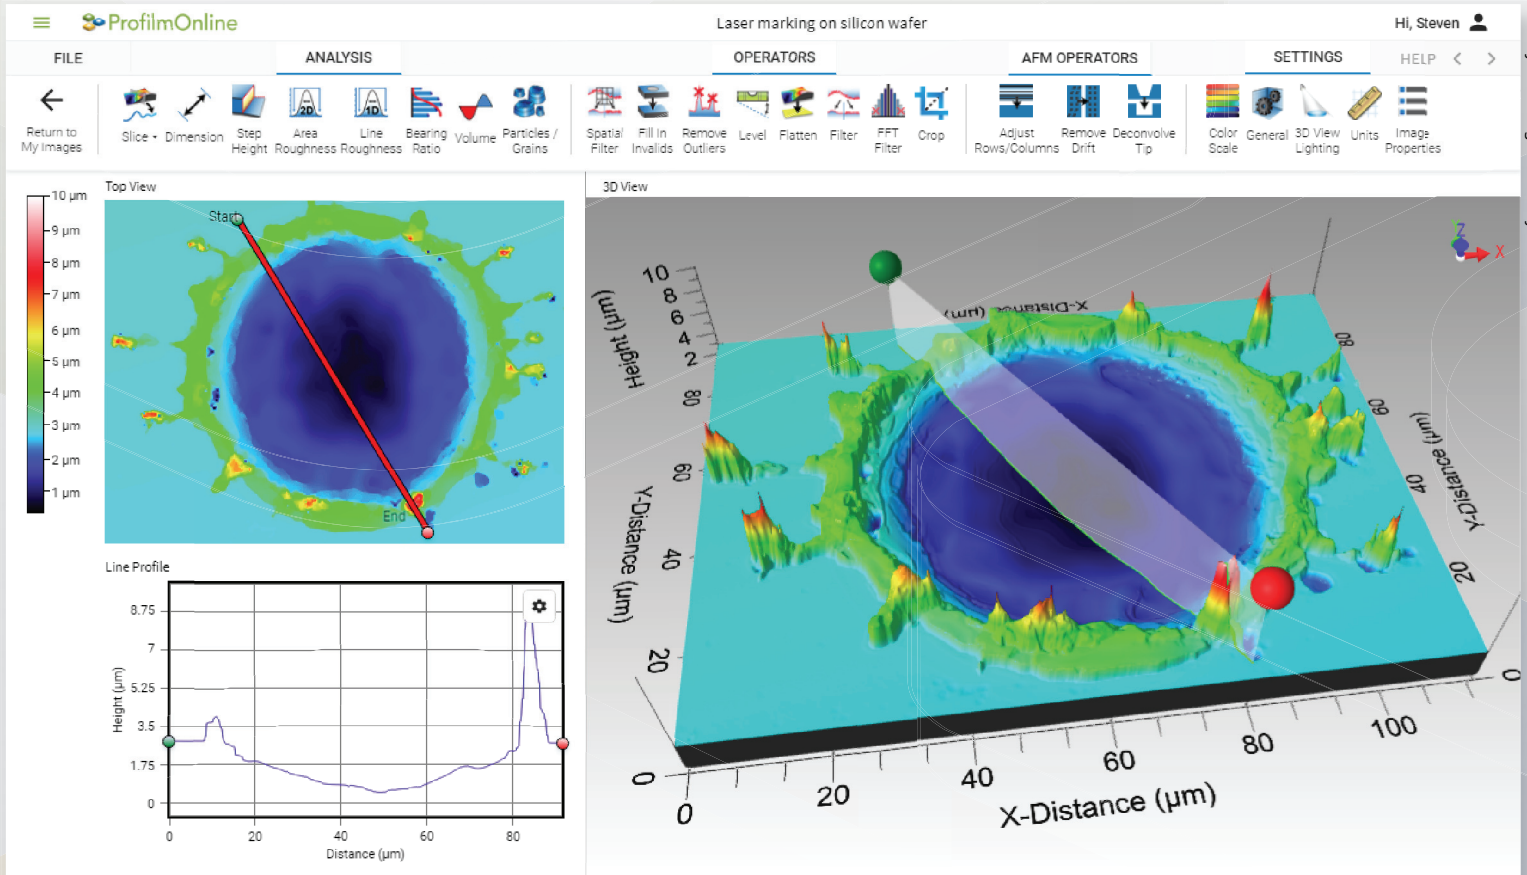 ProfilmOnline
Laser marking on silicon wafer
Hi, Steven
FILE
ANALYSIS
OPERATORS
AFM OPERATORS
SETTINGS
HELP
Return to
My Images
Slice
Dimension
Step
Height
Area
Roughness
Line
Roughness
Bearing
Ratio
Volume
Particles /
Grains
Spatial
Filter
Fill In
Invalids
Remove
Outliers
Level
Flatten
Filter
FFT
Filter
Crop
Adjust
Rows/Columns
Remove
Drift
Deconvolve
Tip
Color
Scale
General
3D View
Lighting
Units
Image
Properties
2D
1D
Top View
10 µm
9 µm
8 µm
7 µm
6 µm
5 µm
4 µm
3 µm
2 µm
1 µm
Start
End
Line Profile
Height (µm)
8.75
7
5.25
3.5
1.75
0
0
20
40
60
80
Distance (µm)
3D View
Z
X
10
8
6
4
2
Height (µm)
X-Distance (µm)
80
60
40
20
0
Y-Distance (µm)
80
60
40
20
0
Y-Distance (µm)
0
20
40
60
80
100
X-Distance (µm)